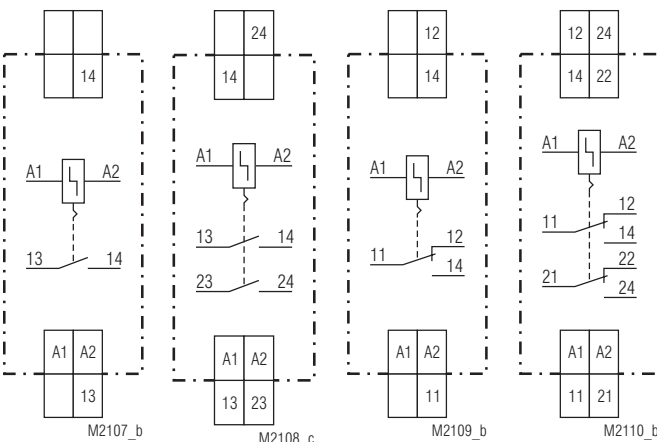 14
A1 A2
13 14
A1 A2
13
M2107_b
24
14
A1 A2
13 14
23 24
A1 A2
13 23
M2108_c
12
14
A1 A2
12
11
14
A1 A2
11
M2109_b
12 24
14 22
A1 A2
12
11
14
22
21
24
A1 A2
11 21
M2110_b